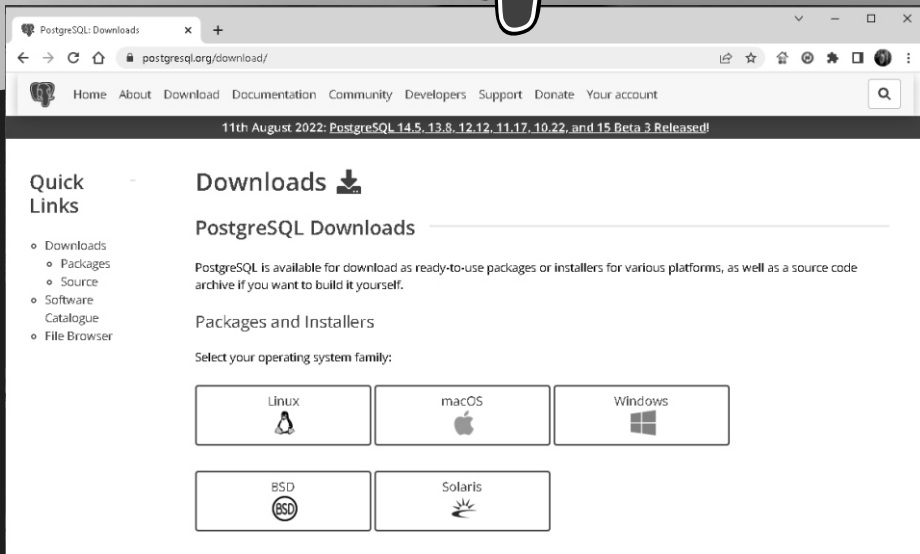 PostgreSQL: Downloads
postgresql.org/download/
Home About Download Documentation Community Developers Support Donate Your account
11th August 2022: PostgreSQL 14.5, 13.8, 12.12, 11.17, 10.22, and 15 Beta 3 Released!
Quick
Links
Downloads
Packages
Source
Software
Catalogue
File Browser
Downloads
PostgreSQL Downloads
PostgreSQL is available for download as ready-to-use packages or installers for various platforms, as well as a source code
archive if you want to build it yourself.
Packages and Installers
Select your operating system family:
Linux macOS Windows
BSD Solaris
BSD